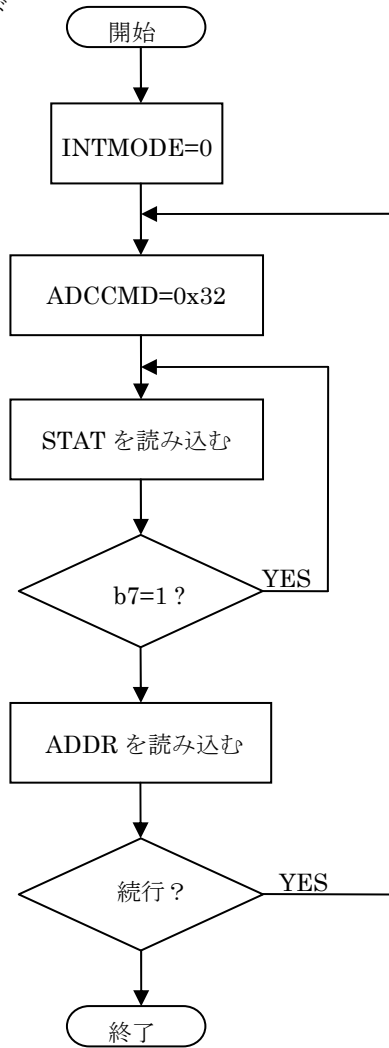 開始
INTMODE=0
ADCCMD=0x32
STAT を読み込む
YES
b7=1？
ADDR を読み込む
続行？
YES
終了